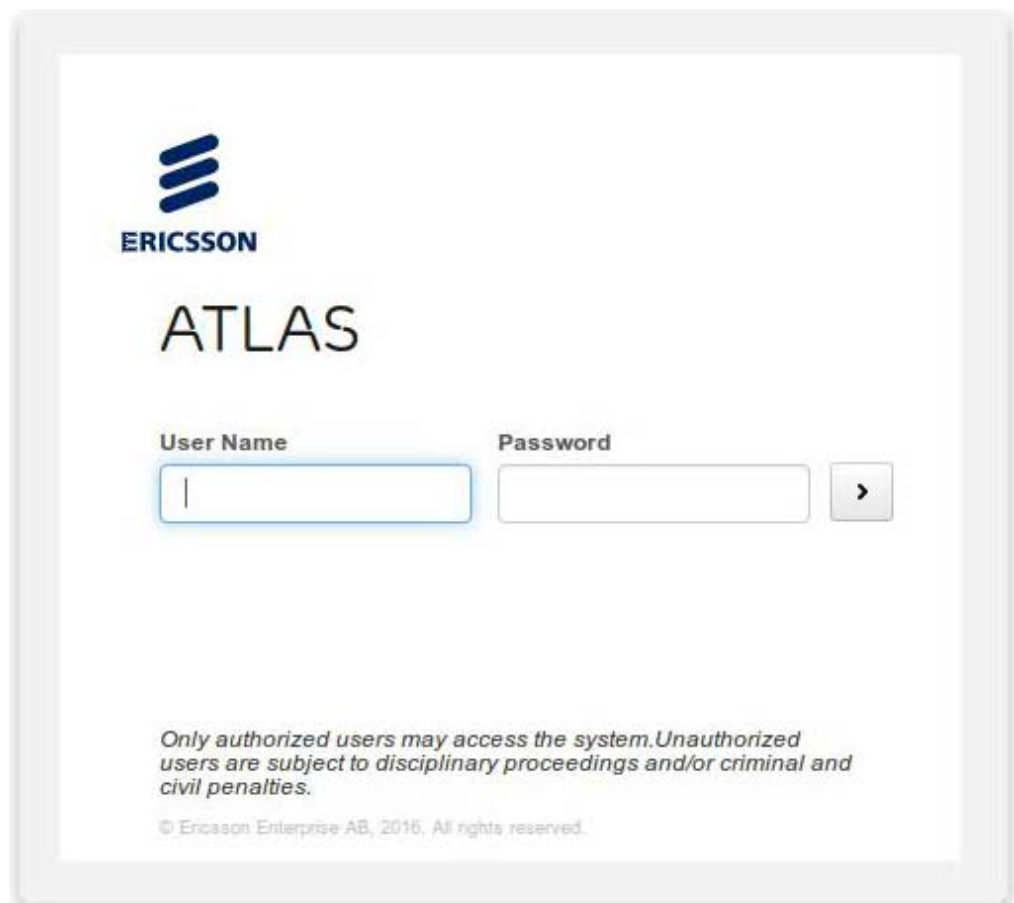 ERICSSON
ATLAS
User Name Password
Only authorized users may access the system.Unauthorized
users are subject to disciplinary proceedings and/or criminal and
civil penalties.
© Ericsson Enterprise AB, 2016, All rights reserved.